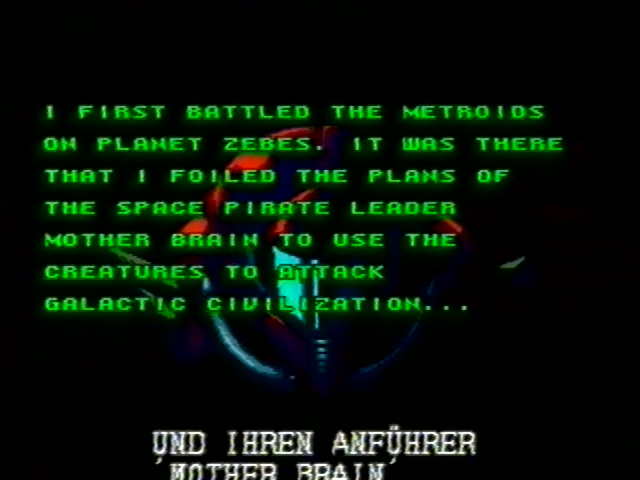 I FIRST BATTLED THE METROIDS
ON PLANET ZEBES. IT WAS THERE
THAT I FOILED THE PLANS OF
THE SPACE PIRATE LEADER
MOTHER BRAIN TO USE THE
CREATURES TO ATTACK
GALACTIC CIVILIZATION...
UND IHREN ANFÜHRER
'MOTHER BRAIN'